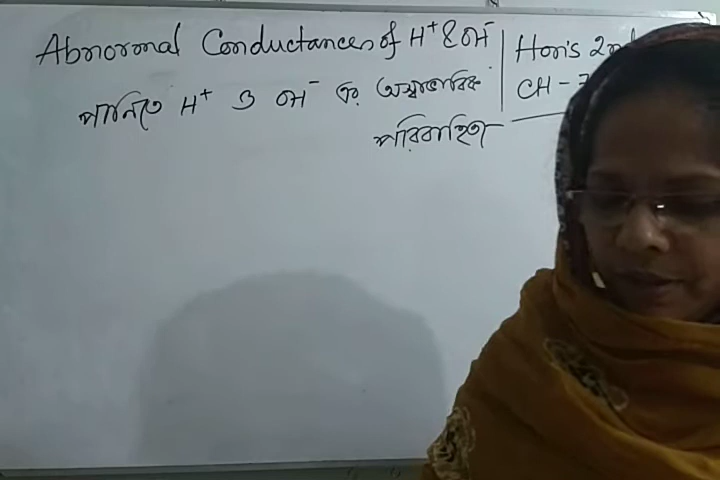 Abnormal Conductances of H⁺ & OH⁻
পানিতে H⁺ ও OH⁻ এর অস্বাভাবিক
পরিবাহিতা
Hon's 2nd
CH -